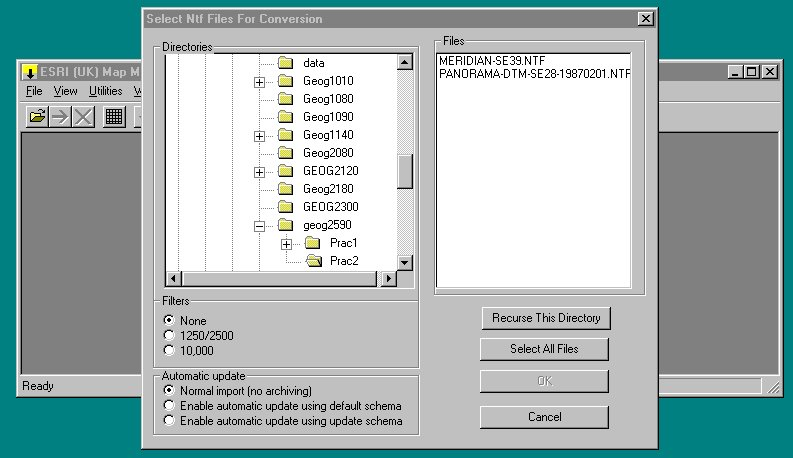 Select Ntf Files For Conversion
ESRI (UK) Map M
File Edit Utilities
Directories
data
Geog1010
Geog1080
Geog1090
Geog1140
Geog2080
GEOG2120
Geog2180
GEOG2300
geog2590
Prac1
Prac2
Files
MERIDIAN-SE39.NTF
PANORAMA-DTM-SE28-19870201.NTF
Filters
None
1250/2500
10,000
Automatic update
Normal import (no archiving)
Enable automatic update using default schema
Enable automatic update using update schema
Recurse This Directory
Select All Files
OK
Cancel
Ready